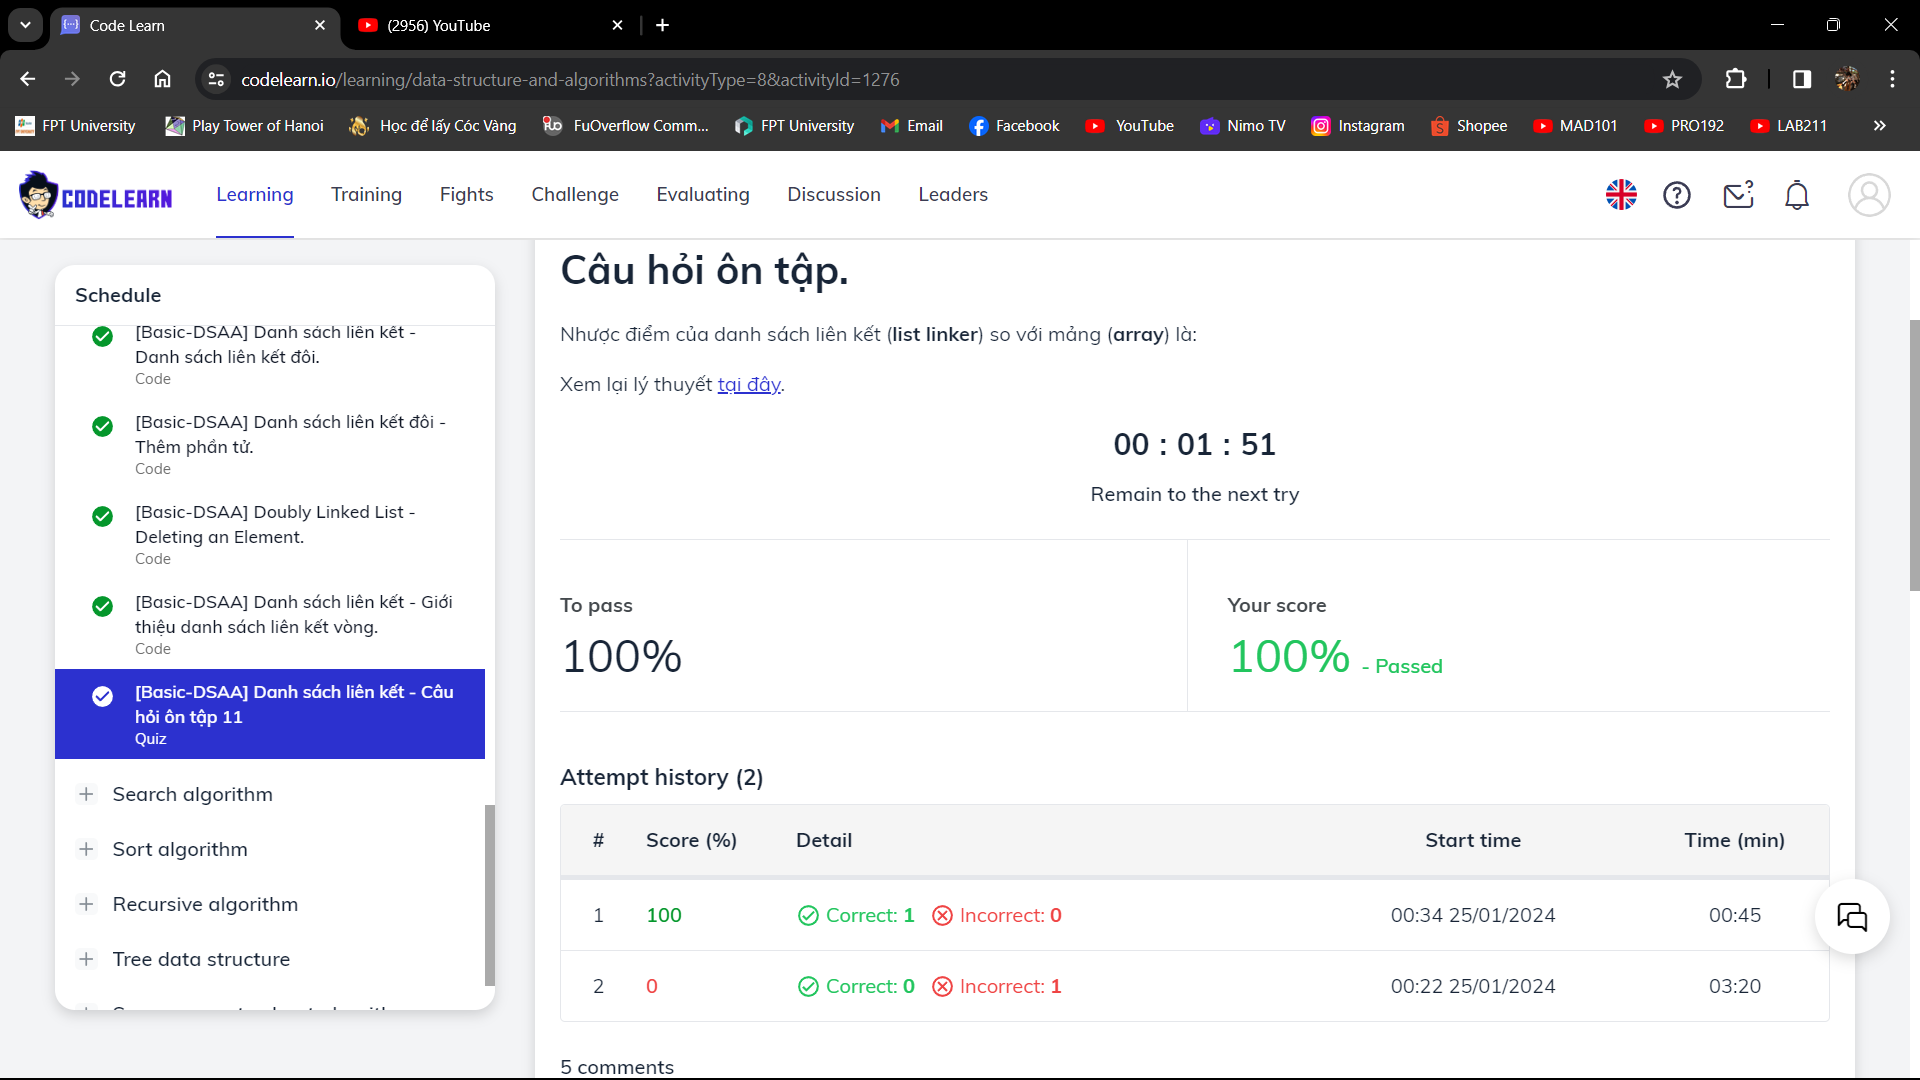 Code Learn
(2956) YouTube
codelearn.io/learning/data-structure-and-algorithms?activityType=8&activityId=1276
FPT University
Play Tower of Hanoi
Học để lấy Cóc Vàng
FuOverflow Comm...
FPT University
Email
Facebook
YouTube
Nimo TV
Instagram
Shopee
MAD101
PRO192
LAB211
CODELEARN
Learning
Training
Fights
Challenge
Evaluating
Discussion
Leaders
Schedule
[Basic-DSAA] Danh sách liên kết -
Danh sách liên kết đôi.
Code
[Basic-DSAA] Danh sách liên kết đôi -
Thêm phần tử.
Code
[Basic-DSAA] Doubly Linked List -
Deleting an Element.
Code
[Basic-DSAA] Danh sách liên kết - Giới
thiệu danh sách liên kết vòng.
Code
[Basic-DSAA] Danh sách liên kết - Câu
hỏi ôn tập 11
Quiz
Search algorithm
Sort algorithm
Recursive algorithm
Tree data structure
Câu hỏi ôn tập.
Nhược điểm của danh sách liên kết (list linker) so với mảng (array) là:
Xem lại lý thuyết tại đây.
00 : 01 : 51
Remain to the next try
To pass
100%
Your score
100% - Passed
Attempt history (2)
# Score (%) Detail Start time Time (min)
1 100 Correct: 1 Incorrect: 0 00:34 25/01/2024 00:45
2 0 Correct: 0 Incorrect: 1 00:22 25/01/2024 03:20
5 comments